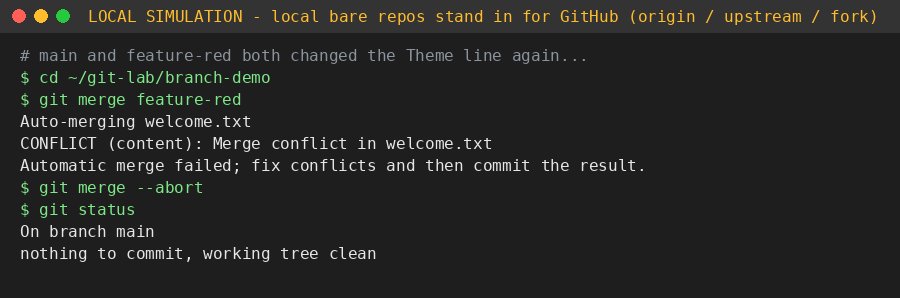 LOCAL SIMULATION - local bare repos stand in for GitHub (origin / upstream / fork)
# main and feature-red both changed the Theme line again...
$ cd ~/git-lab/branch-demo
$ git merge feature-red
Auto-merging welcome.txt
CONFLICT (content): Merge conflict in welcome.txt
Automatic merge failed; fix conflicts and then commit the result.
$ git merge --abort
$ git status
On branch main
nothing to commit, working tree clean